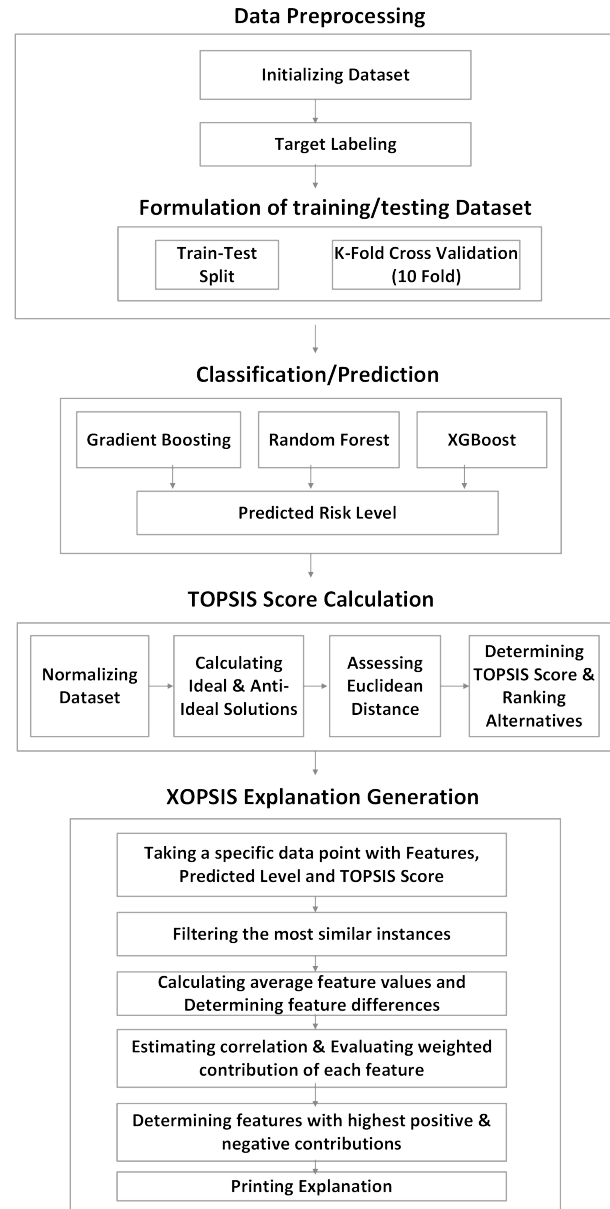 Data Preprocessing
Initializing Dataset
Target Labeling
Formulation of training/testing Dataset
Train-Test
Split
K-Fold Cross Validation
(10 Fold)
Classification/Prediction
Gradient Boosting
Random Forest
XGBoost
Predicted Risk Level
TOPSIS Score Calculation
Normalizing
Dataset
Calculating
Ideal & Anti-
Ideal Solutions
Assessing
Euclidean
Distance
Determining
TOPSIS Score &
Ranking
Alternatives
XOPSIS Explanation Generation
Taking a specific data point with Features,
Predicted Level and TOPSIS Score
Filtering the most similar instances
Calculating average feature values and
Determining feature differences
Estimating correlation & Evaluating weighted
contribution of each feature
Determining features with highest positive &
negative contributions
Printing Explanation